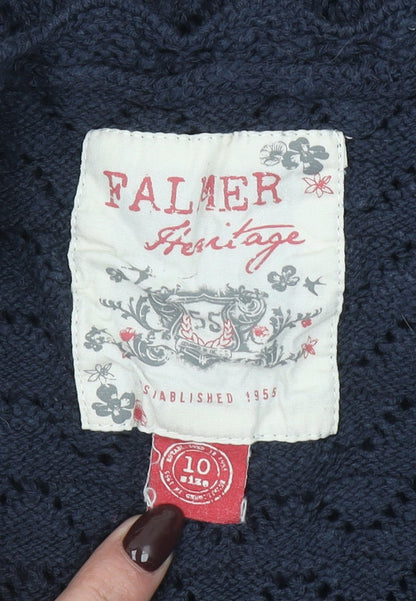 FALMER
Heritage
55
ESTABLISHED 1955
10
size